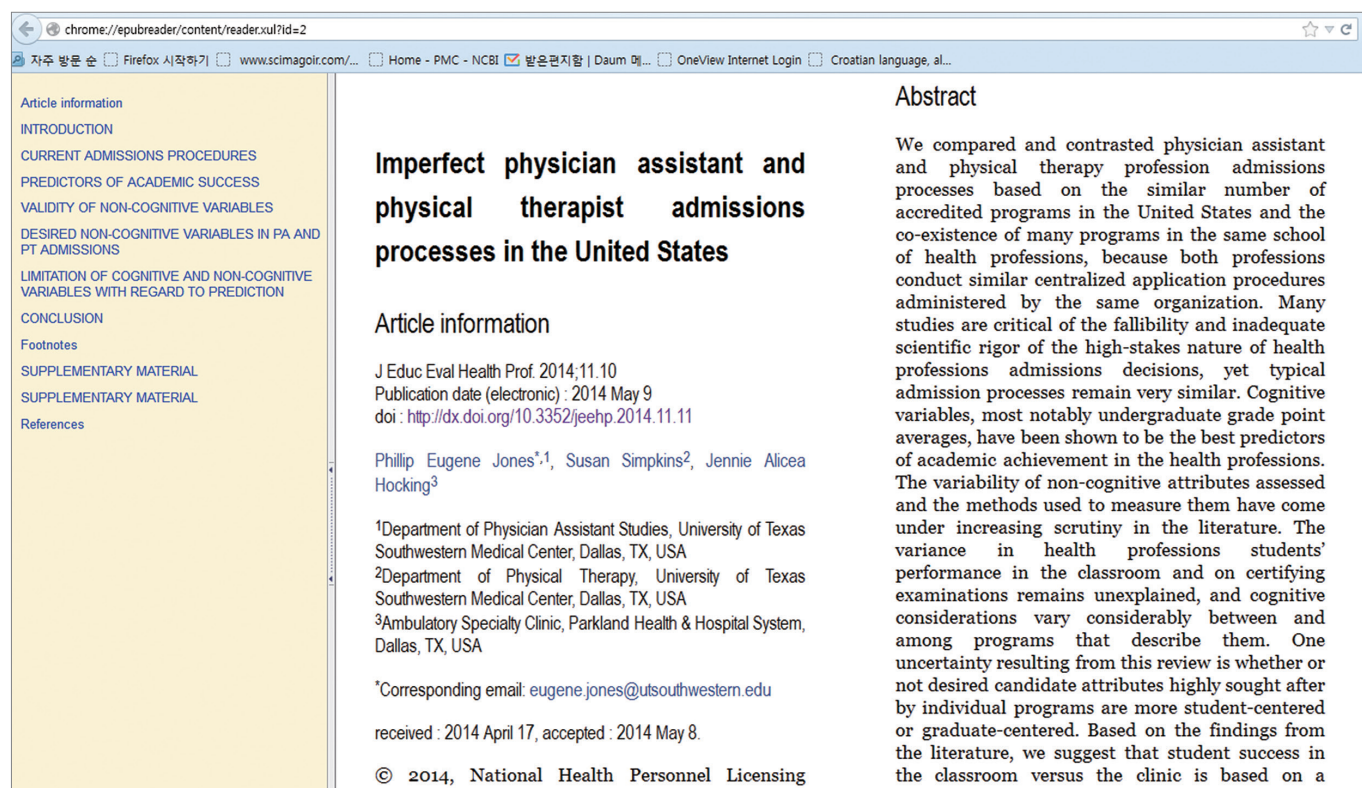 chrome://epubreader/content/reader.xul?id=2
자주 방문 순 Firefox 시작하기 www.scimagoir.com/... Home - PMC - NCBI 받은편지함 | Daum 메... OneView Internet Login Croatian language, al...
Article information
INTRODUCTION
CURRENT ADMISSIONS PROCEDURES
PREDICTORS OF ACADEMIC SUCCESS
VALIDITY OF NON-COGNITIVE VARIABLES
DESIRED NON-COGNITIVE VARIABLES IN PA AND
PT ADMISSIONS
LIMITATION OF COGNITIVE AND NON-COGNITIVE
VARIABLES WITH REGARD TO PREDICTION
CONCLUSION
Footnotes
SUPPLEMENTARY MATERIAL
SUPPLEMENTARY MATERIAL
References
Imperfect physician assistant and
physical therapist admissions
processes in the United States
Article information
J Educ Eval Health Prof. 2014;11.10
Publication date (electronic) : 2014 May 9
doi : http://dx.doi.org/10.3352/jeehp.2014.11.11
Phillip Eugene Jones*,1, Susan Simpkins2, Jennie Alicea
Hocking3
1Department of Physician Assistant Studies, University of Texas
Southwestern Medical Center, Dallas, TX, USA
2Department of Physical Therapy, University of Texas
Southwestern Medical Center, Dallas, TX, USA
3Ambulatory Specialty Clinic, Parkland Health & Hospital System,
Dallas, TX, USA
*Corresponding email: eugene.jones@utsouthwestern.edu
received : 2014 April 17, accepted : 2014 May 8.
© 2014, National Health Personnel Licensing
Abstract
We compared and contrasted physician assistant
and physical therapy profession admissions
processes based on the similar number of
accredited programs in the United States and the
co-existence of many programs in the same school
of health professions, because both professions
conduct similar centralized application procedures
administered by the same organization. Many
studies are critical of the fallibility and inadequate
scientific rigor of the high-stakes nature of health
professions admissions decisions, yet typical
admission processes remain very similar. Cognitive
variables, most notably undergraduate grade point
averages, have been shown to be the best predictors
of academic achievement in the health professions.
The variability of non-cognitive attributes assessed
and the methods used to measure them have come
under increasing scrutiny in the literature. The
variance in health professions students’
performance in the classroom and on certifying
examinations remains unexplained, and cognitive
considerations vary considerably between and
among programs that describe them. One
uncertainty resulting from this review is whether or
not desired candidate attributes highly sought after
by individual programs are more student-centered
or graduate-centered. Based on the findings from
the literature, we suggest that student success in
the classroom versus the clinic is based on a